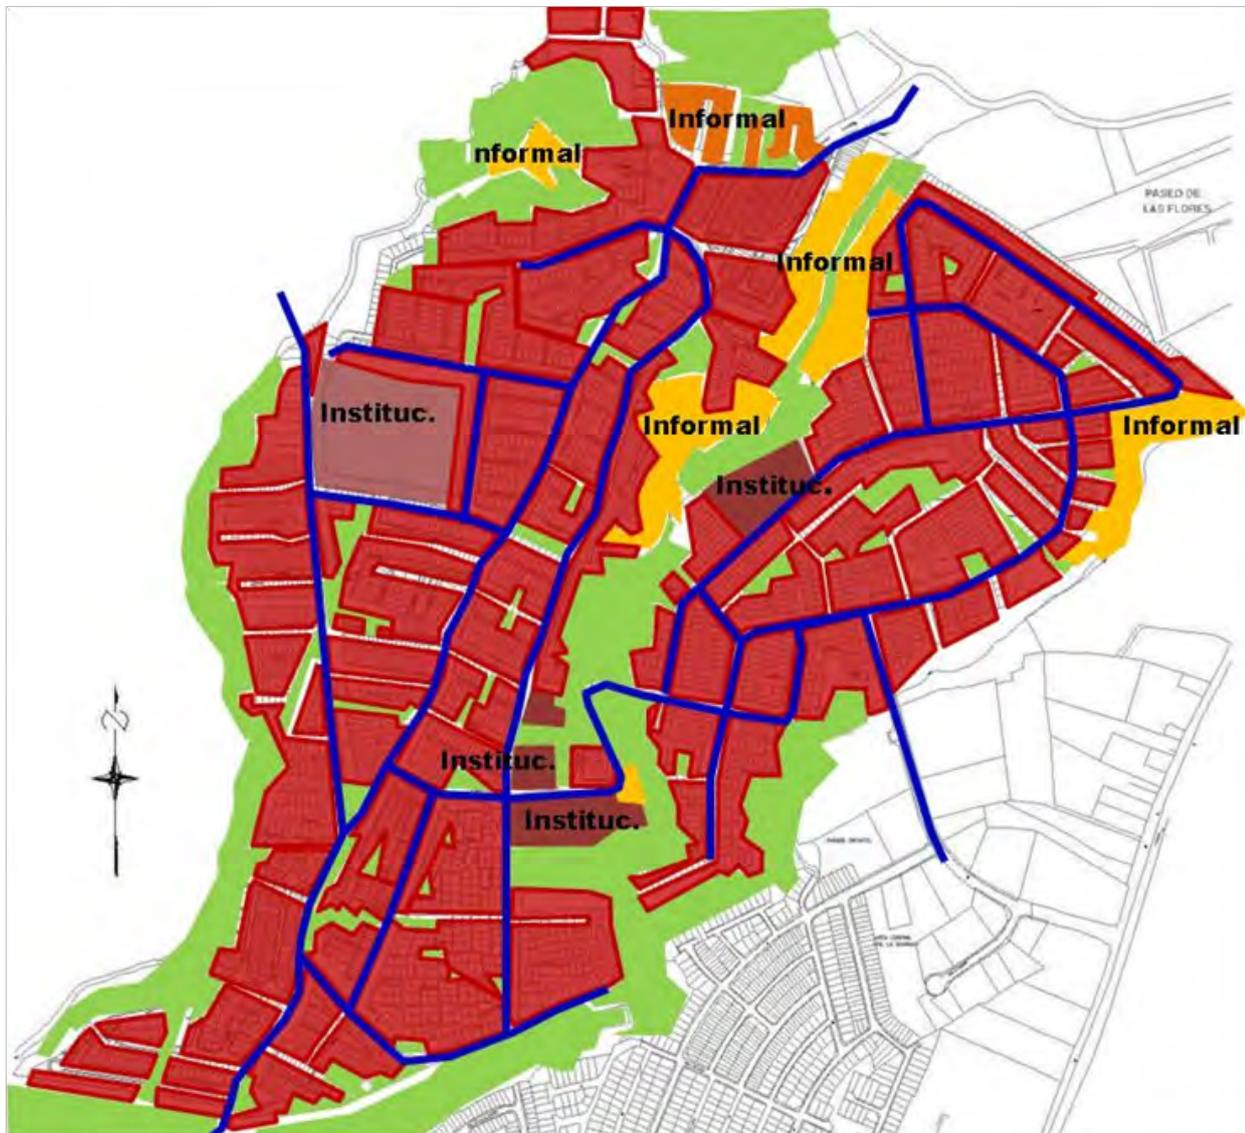 Informal
nformal
PASEO DE
LAS FLORES
Informal
Instituc.
Informal
Informal
Instituc.
Instituc.
Instituc.